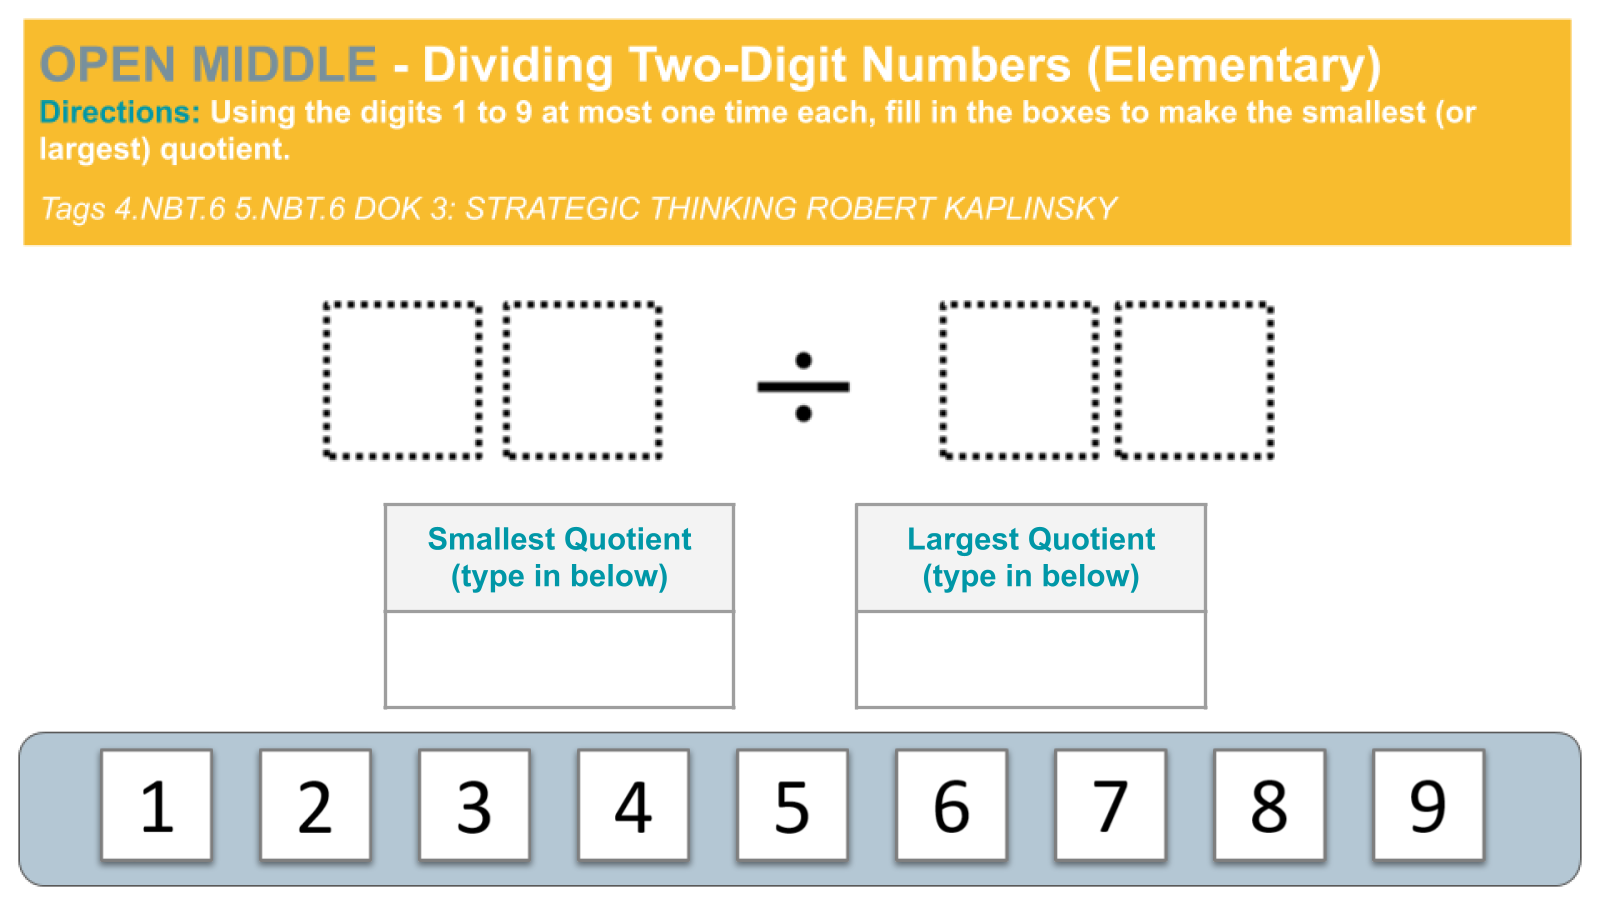 OPEN MIDDLE - Dividing Two-Digit Numbers (Elementary)
Directions: Using the digits 1 to 9 at most one time each, fill in the boxes to make the smallest (or
largest) quotient.
Tags 4.NBT.6 5.NBT.6 DOK 3: STRATEGIC THINKING ROBERT KAPLINSKY
÷
Smallest Quotient
(type in below)
Largest Quotient
(type in below)
1 2 3 4 5 6 7 8 9